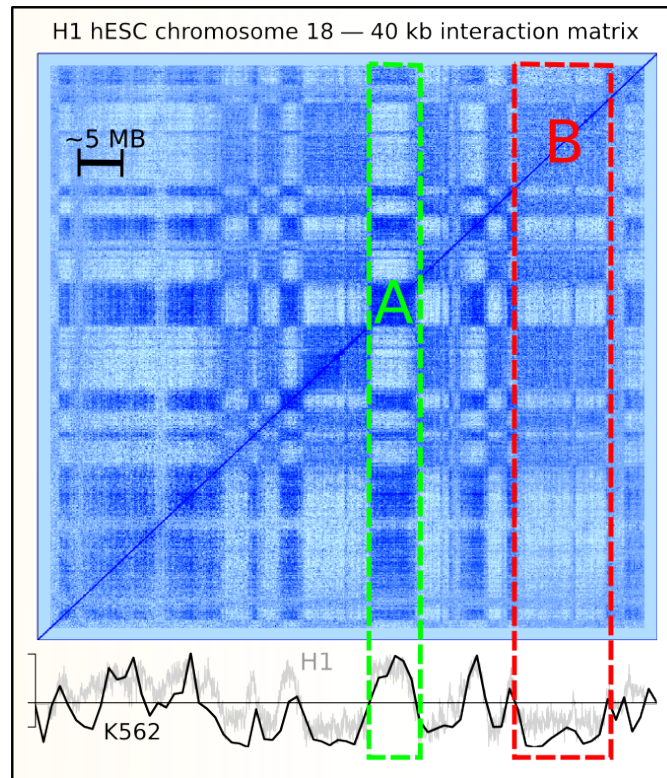 H1 hESC chromosome 18 — 40 kb interaction matrix
~5 MB
B
A
H1
K562